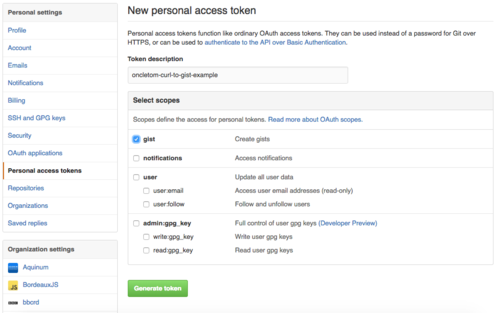 Personal settings
Profile
Account
Emails
Notifications
Billing
SSH and GPG keys
Security
OAuth applications
Personal access tokens
Repositories
Organizations
Saved replies
Organization settings
Aquinum
BordeauxJS
bbord
New personal access token
Personal access tokens function like ordinary OAuth access tokens. They can be used instead of a password for Git over
HTTPS, or can be used to authenticate to the API over Basic Authentication.
Token description
oncletom-curl-to-gist-example
Select scopes
Scopes define the access for personal tokens. Read more about OAuth scopes.
gist Create gists
notifications Access notifications
user Update all user data
user:email Access user email addresses (read-only)
user:follow Follow and unfollow users
admin:gpg_key Full control of user gpg keys (Developer Preview)
write:gpg_key Write user gpg keys
read:gpg_key Read user gpg keys
Generate token